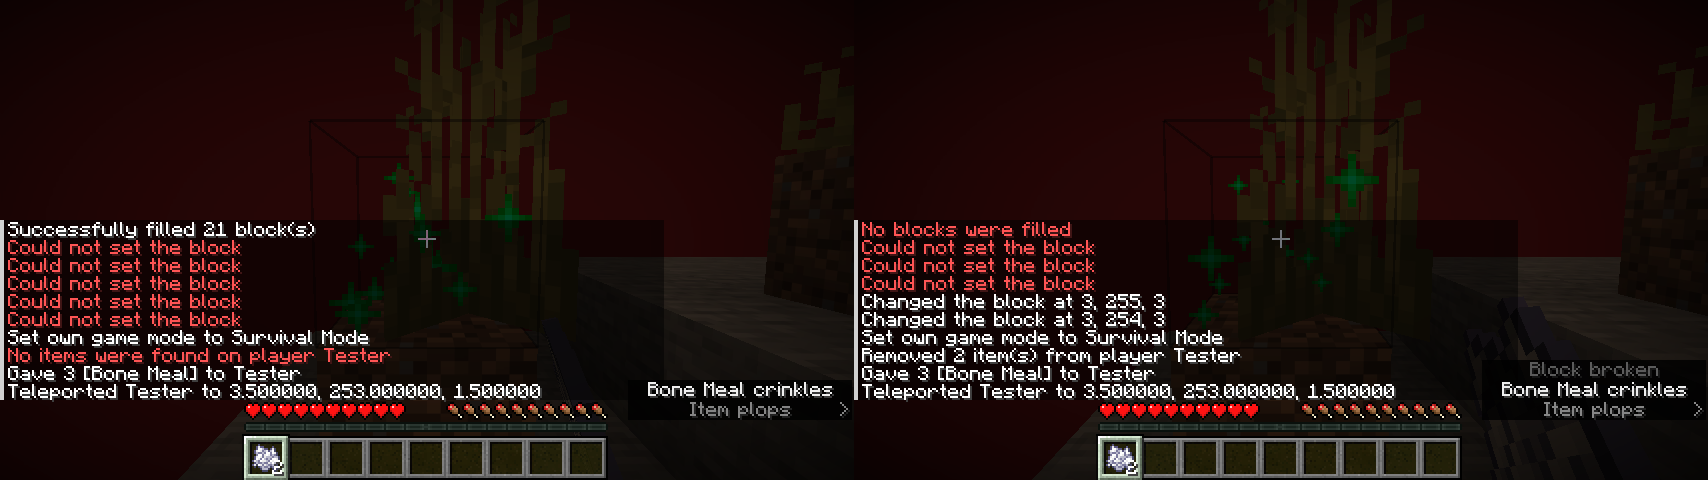 Successfully filled 21 block(s)
Could not set the block
Could not set the block
Could not set the block
Could not set the block
Could not set the block
Set own game mode to Survival Mode
No items were found on player Tester
Gave 3 [Bone Meal] to Tester
Teleported Tester to 3.500000, 253.000000, 1.500000
Bone Meal crinkles
Item plops >
2
No blocks were filled
Could not set the block
Could not set the block
Could not set the block
Changed the block at 3, 255, 3
Changed the block at 3, 254, 3
Set own game mode to Survival Mode
Removed 2 item(s) from player Tester
Gave 3 [Bone Meal] to Tester
Teleported Tester to 3.500000, 253.000000, 1.500000
Block broken
Bone Meal crinkles
Item plops >
2